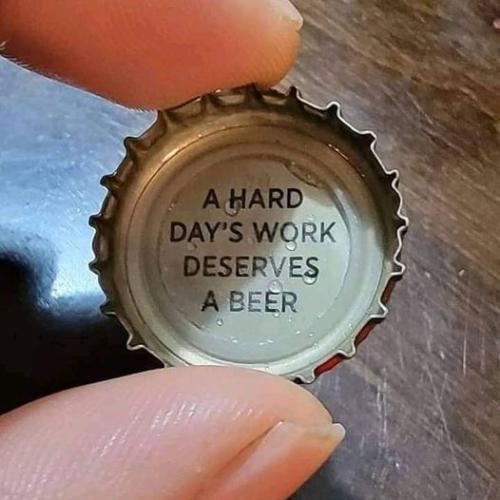 A HARD
DAY'S WORK
DESERVES
A BEER